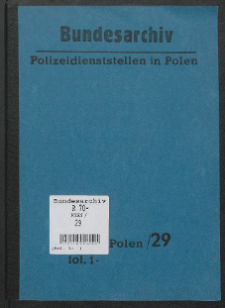 Bundesarchiv
Polizeidienststellen in Polen
Bundesarchiv
R 70-
29
Polen /29
fol. 1-